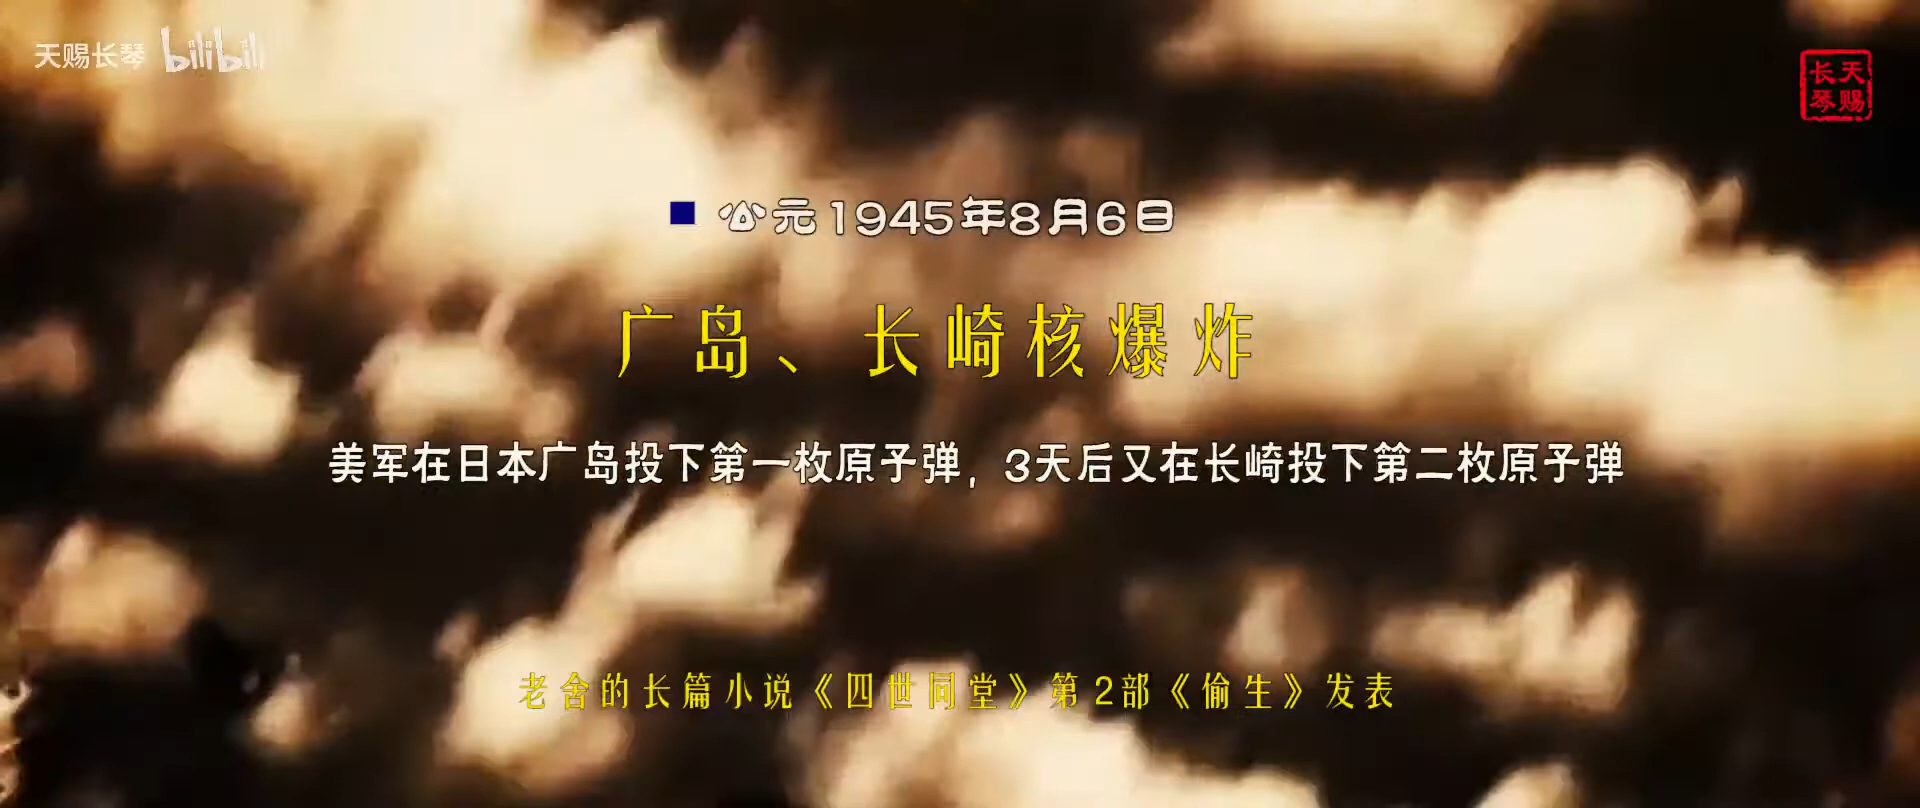 天赐长琴 bilibili
天赐长琴
公元1945年8月6日
广岛、长崎核爆炸
美军在日本广岛投下第一枚原子弹，3天后又在长崎投下第二枚原子弹
老舍的长篇小说《四世同堂》第2部《偷生》发表